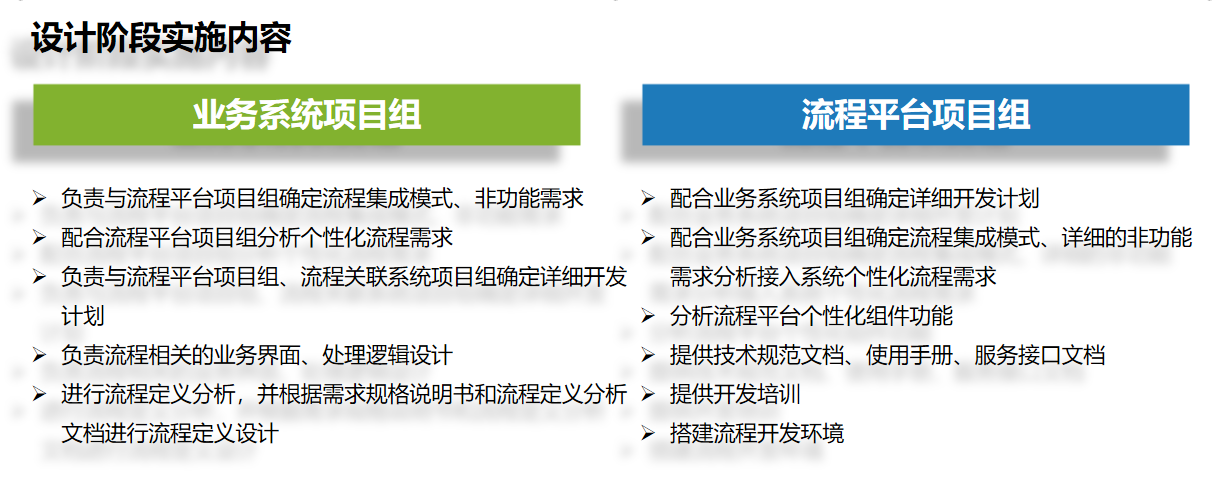 设计阶段实施内容
业务系统项目组
负责与流程平台项目组确定流程集成模式、非功能需求
配合流程平台项目组分析个性化流程需求
负责与流程平台项目组、流程关联系统项目组确定详细开发
计划
负责流程相关的业务界面、处理逻辑设计
进行流程定义分析，并根据需求规格说明书和流程定义分析
文档进行流程定义设计
流程平台项目组
配合业务系统项目组确定详细开发计划
配合业务系统项目组确定流程集成模式、详细的非功能
需求分析接入系统个性化流程需求
分析流程平台个性化组件功能
提供技术规范文档、使用手册、服务接口文档
提供开发培训
搭建流程开发环境